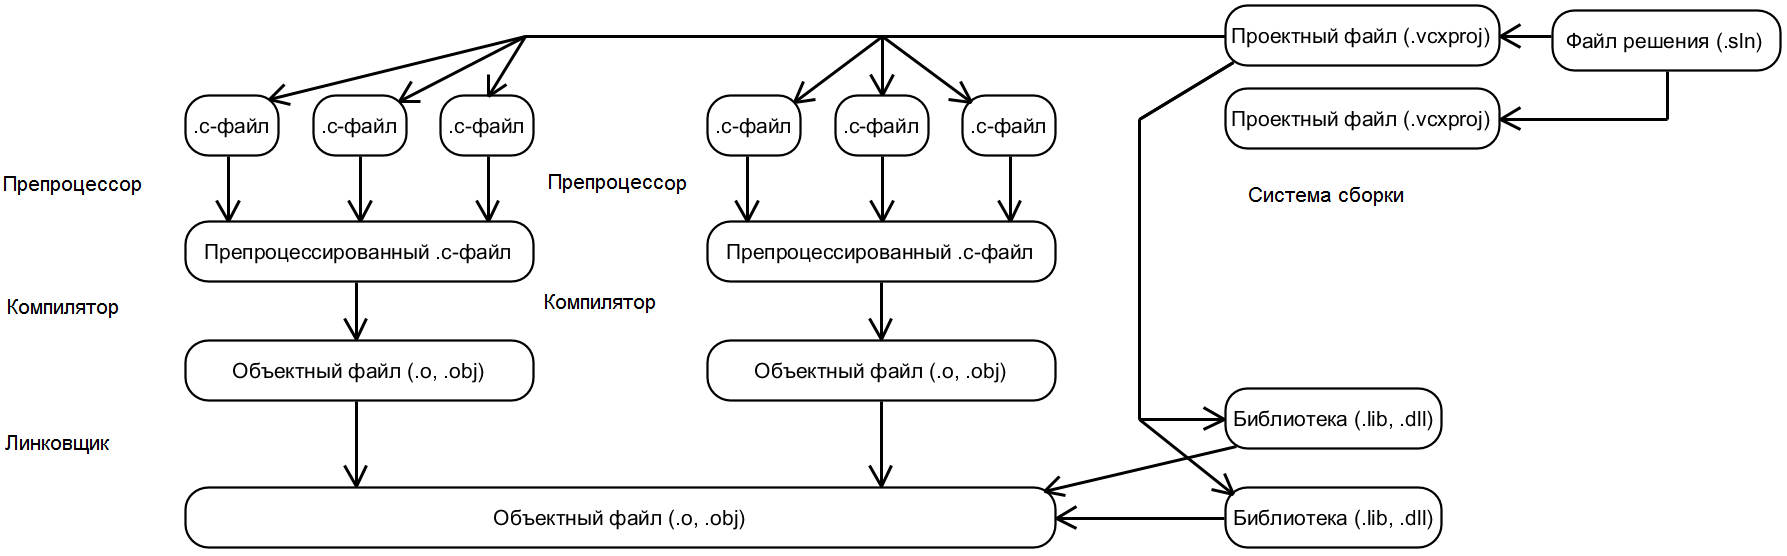 Проектный файл (.vcxproj)
Файл решения (.sln)
.c-файл
.c-файл
.c-файл
.c-файл
.c-файл
.c-файл
Проектный файл (.vcxproj)
Препроцессор
Препроцессор
Система сборки
Препроцессированный .c-файл
Препроцессированный .c-файл
Компилятор
Компилятор
Объектный файл (.o, .obj)
Объектный файл (.o, .obj)
Библиотека (.lib, .dll)
Линковщик
Объектный файл (.o, .obj)
Библиотека (.lib, .dll)